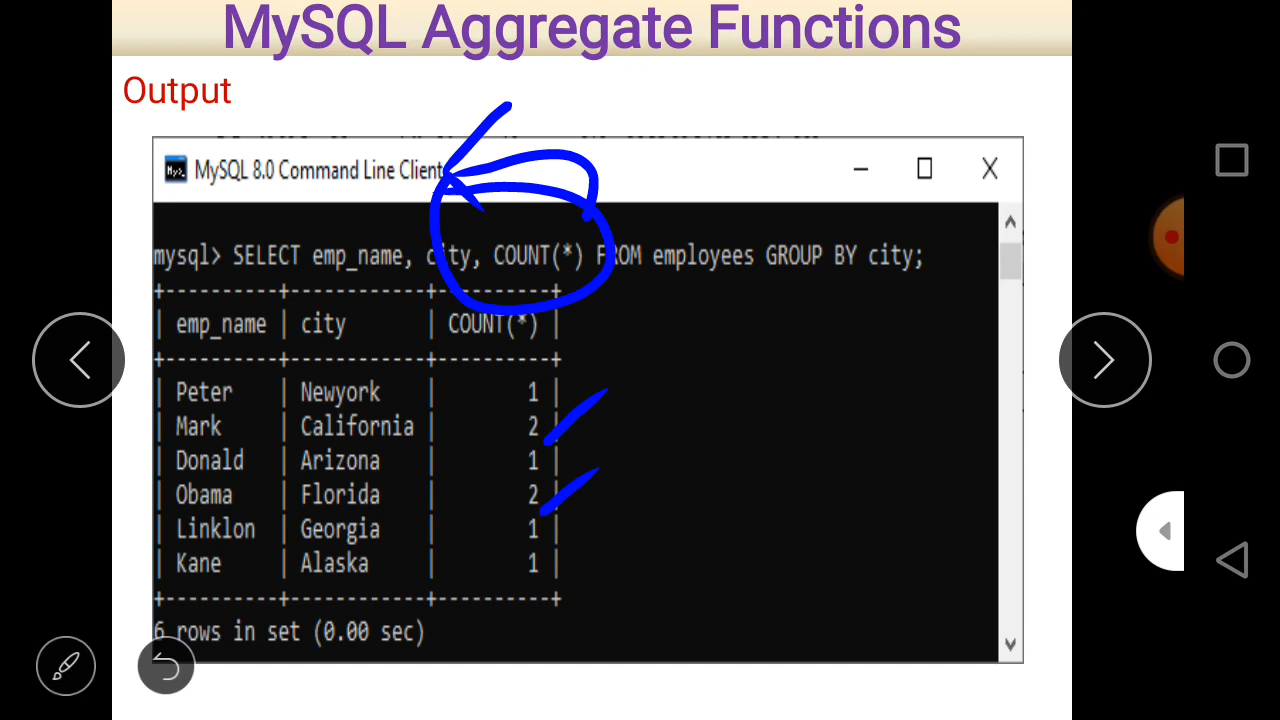 MySQL Aggregate Functions
Output
MySQL 8.0 Command Line Client
mysql> SELECT emp_name, city, COUNT(*) FROM employees GROUP BY city;
+----------+------------+----------+
| emp_name | city | COUNT(*) |
+----------+------------+----------+
| Peter | Newyork | 1 |
| Mark | California | 2 |
| Donald | Arizona | 1 |
| Obama | Florida | 2 |
| Linklon | Georgia | 1 |
| Kane | Alaska | 1 |
+----------+------------+----------+
6 rows in set (0.00 sec)